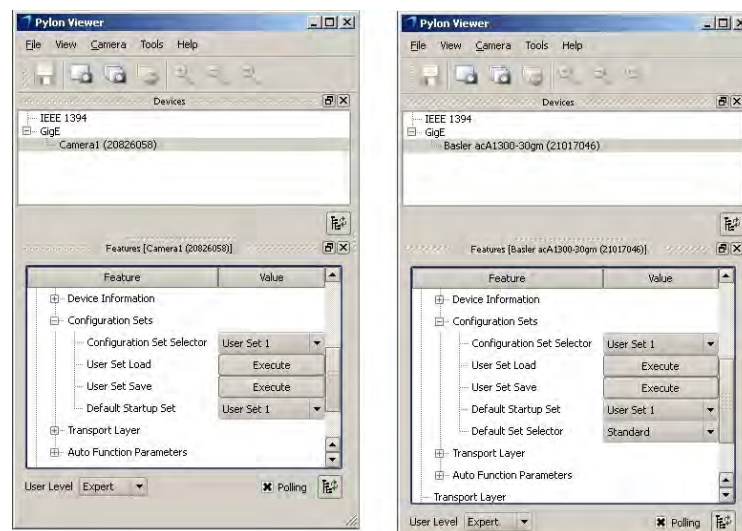 Pylon Viewer
File View Camera Tools Help
Devices
IEEE 1394
GigE
Camera1 (20826058)
Features [Camera1 (20826058)]
Feature Value
Device Information
Configuration Sets
Configuration Set Selector User Set 1
User Set Load Execute
User Set Save Execute
Default Startup Set User Set 1
Transport Layer
Auto Function Parameters
User Level Expert Polling
Pylon Viewer
File View Camera Tools Help
Devices
IEEE 1394
GigE
Basler acA1300-30gm (21017046)
Features [Basler acA1300-30gm (21017046)]
Feature Value
Device Information
Configuration Sets
Configuration Set Selector User Set 1
User Set Load Execute
User Set Save Execute
Default Startup Set User Set 1
Default Set Selector Standard
Transport Layer
Auto Function Parameters
Transport Layer
User Level Expert Polling